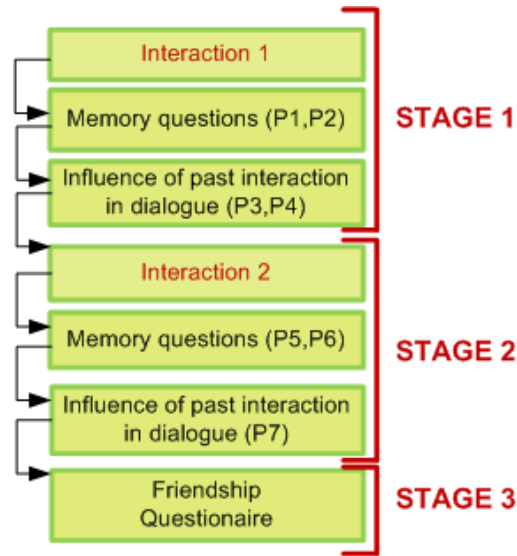 Interaction 1
Memory questions (P1,P2)
Influence of past interaction
in dialogue (P3,P4)
STAGE 1
Interaction 2
Memory questions (P5,P6)
Influence of past interaction
in dialogue (P7)
STAGE 2
Friendship
Questionaire
STAGE 3